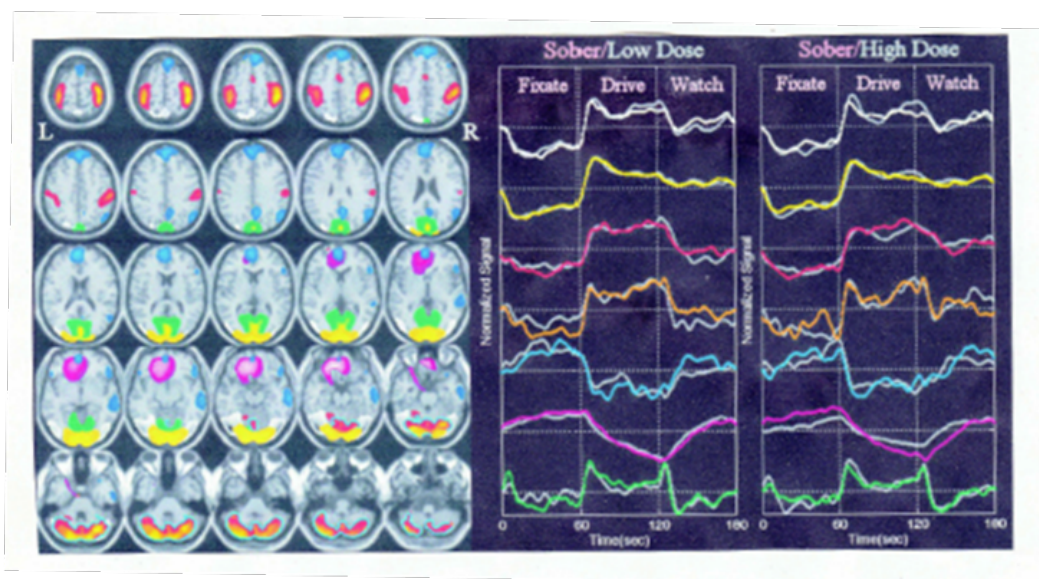 L
R
Sober/Low Dose
Fixate Drive Watch
Normalized Signal
0 60 120 180
Time(sec)
Sober/High Dose
Fixate Drive Watch
Normalized Signal
0 60 120 180
Time(sec)